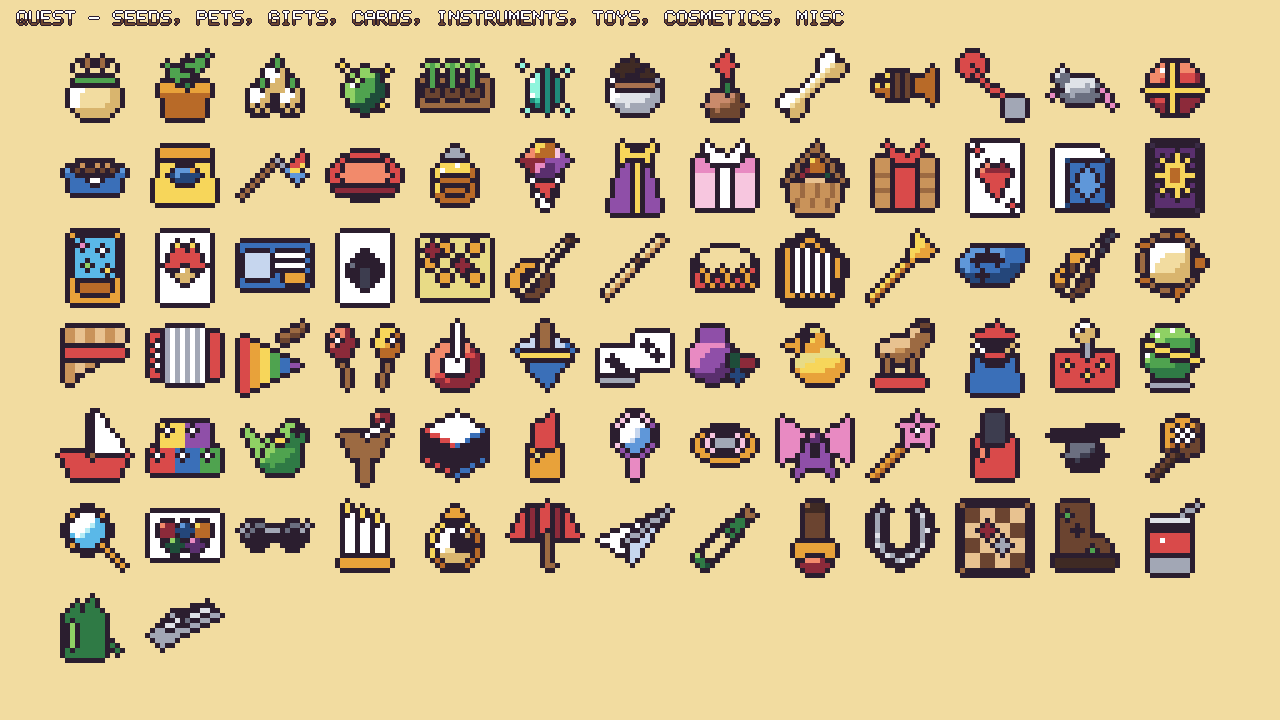 QUEST - SEEDS, PETS, GIFTS, CARDS, INSTRUMENTS, TOYS, COSMETICS, MISC